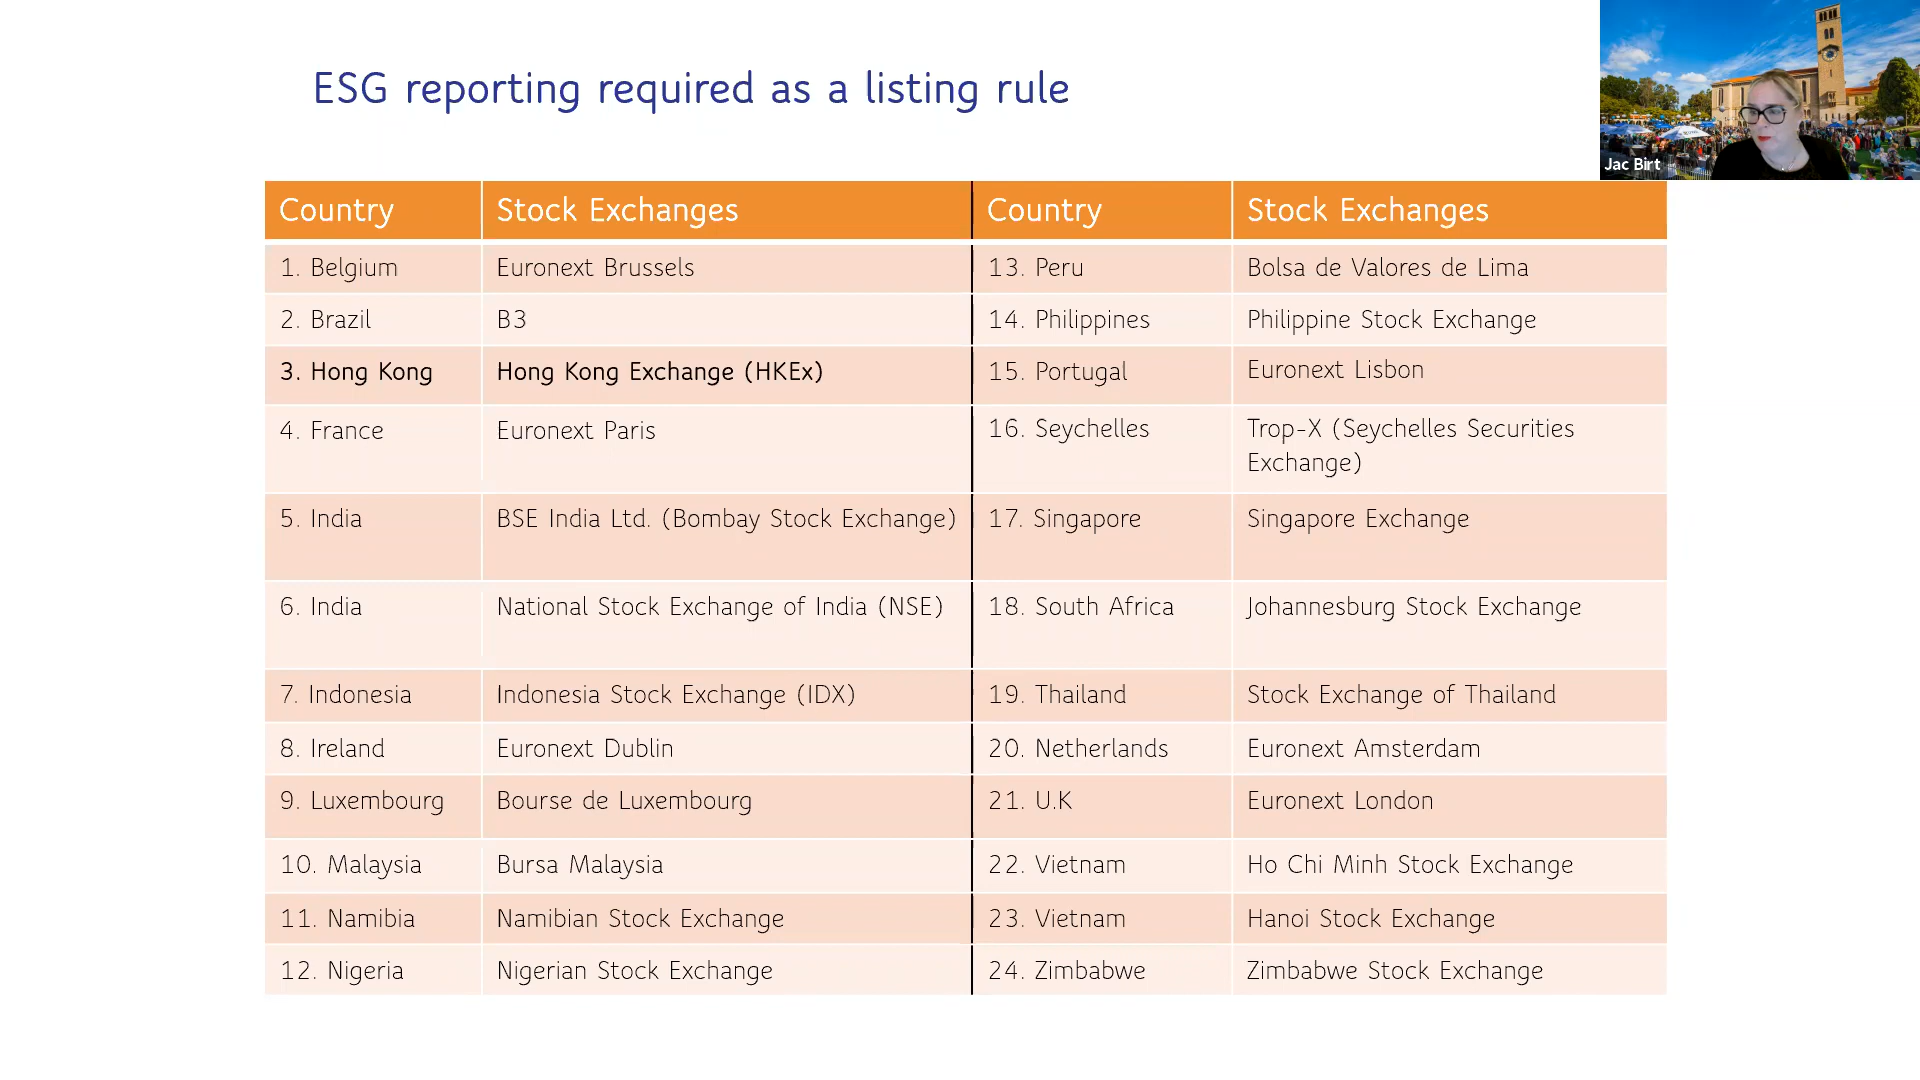 ESG reporting required as a listing rule
Jac Birt
Country Stock Exchanges Country Stock Exchanges
1. Belgium Euronext Brussels 13. Peru Bolsa de Valores de Lima
2. Brazil B3 14. Philippines Philippine Stock Exchange
3. Hong Kong Hong Kong Exchange (HKEx) 15. Portugal Euronext Lisbon
4. France Euronext Paris 16. Seychelles Trop-X (Seychelles Securities
Exchange)
5. India BSE India Ltd. (Bombay Stock Exchange) 17. Singapore Singapore Exchange
6. India National Stock Exchange of India (NSE) 18. South Africa Johannesburg Stock Exchange
7. Indonesia Indonesia Stock Exchange (IDX) 19. Thailand Stock Exchange of Thailand
8. Ireland Euronext Dublin 20. Netherlands Euronext Amsterdam
9. Luxembourg Bourse de Luxembourg 21. U.K Euronext London
10. Malaysia Bursa Malaysia 22. Vietnam Ho Chi Minh Stock Exchange
11. Namibia Namibian Stock Exchange 23. Vietnam Hanoi Stock Exchange
12. Nigeria Nigerian Stock Exchange 24. Zimbabwe Zimbabwe Stock Exchange